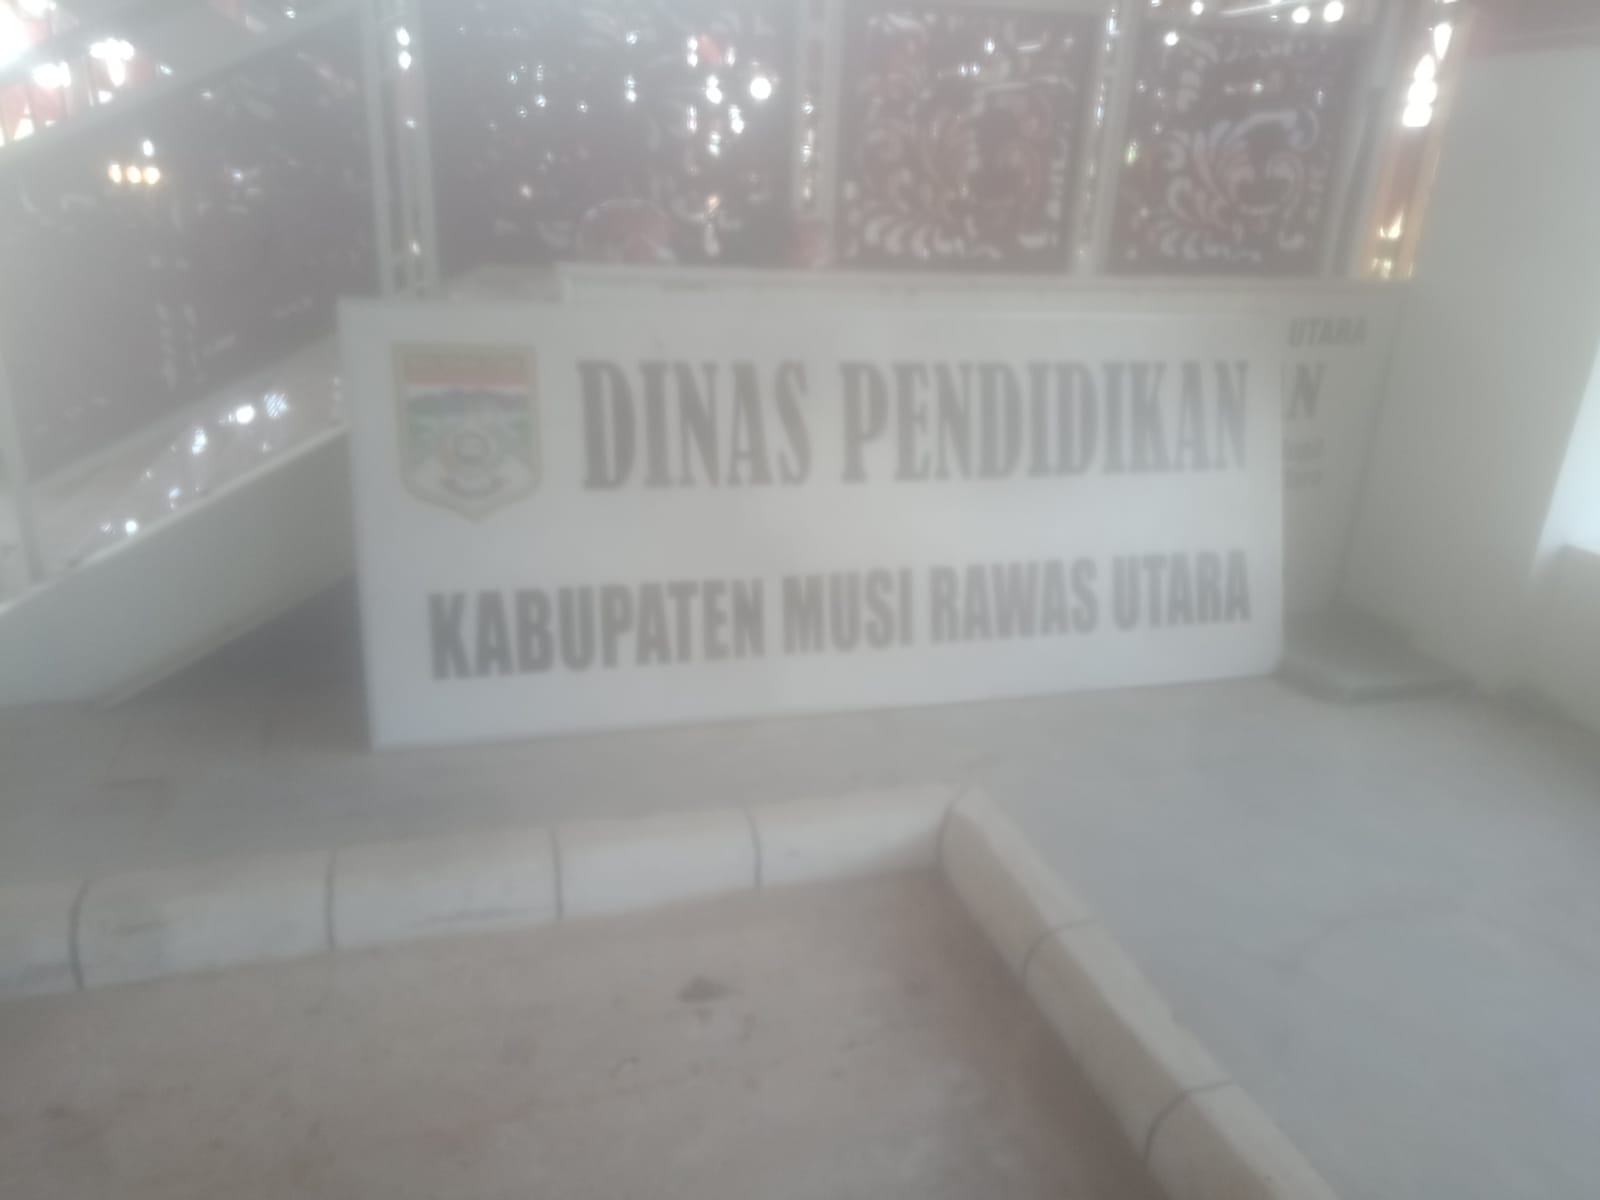 DINAS PENDIDIKAN
KABUPATEN MUSI RAWAS UTARA
UTARA
N